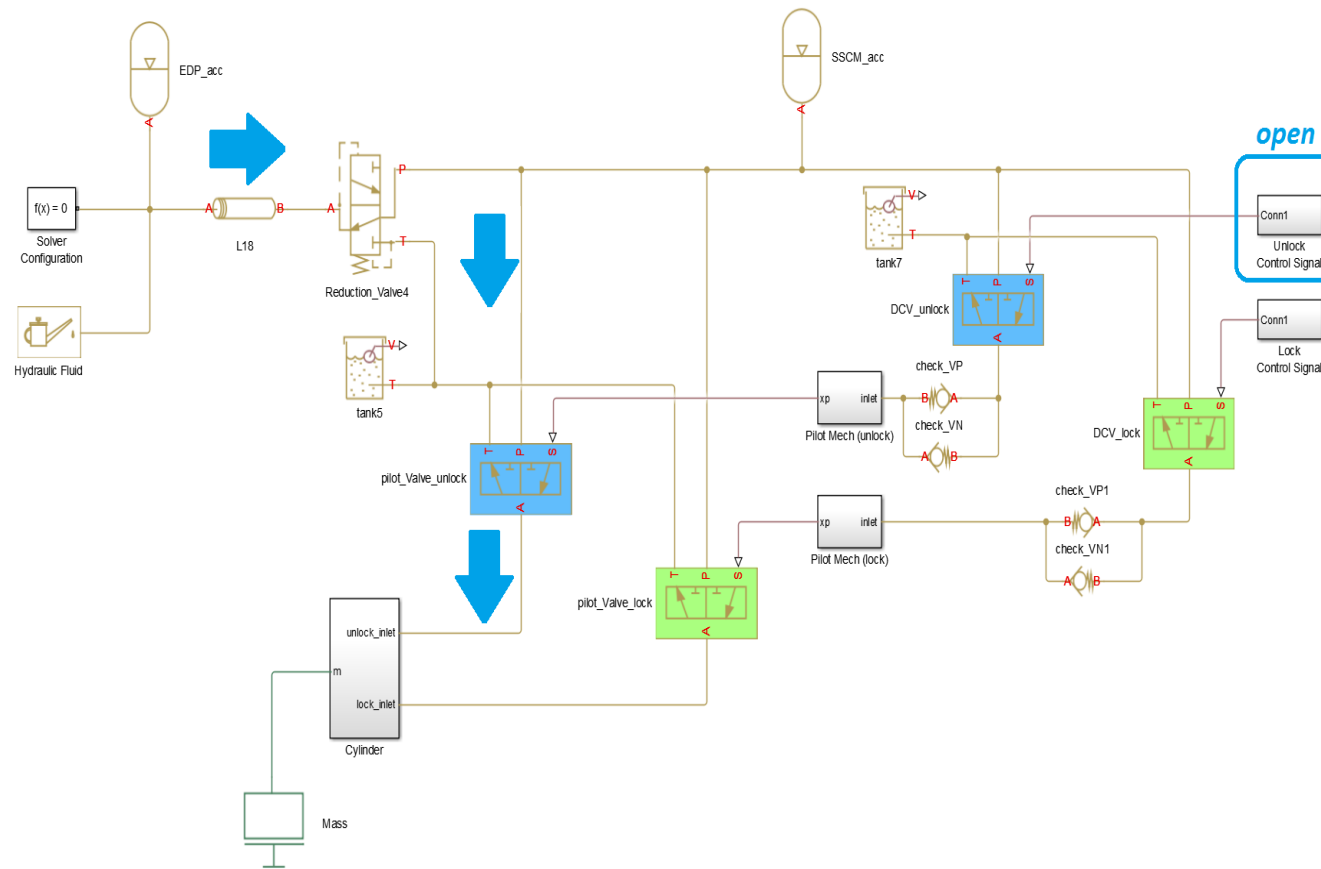 EDP_acc
A
f(x) = 0
Solver
Configuration
A
B
L18
A
P
T
Reduction_Valve4
Hydraulic Fluid
SSCM_acc
A
open
V
T
tank7
Conn1
Unlock
Control Signal
T
P
S
DCV_unlock
A
Conn1
Lock
Control Signal
V
T
tank5
check_VP
B
A
xp
inlet
Pilot Mech (unlock)
check_VN
A
B
T
P
S
DCV_lock
A
T
P
S
pilot_Valve_unlock
A
check_VP1
B
A
xp
inlet
Pilot Mech (lock)
check_VN1
A
B
T
P
S
pilot_Valve_lock
A
unlock_inlet
m
lock_inlet
Cylinder
Mass